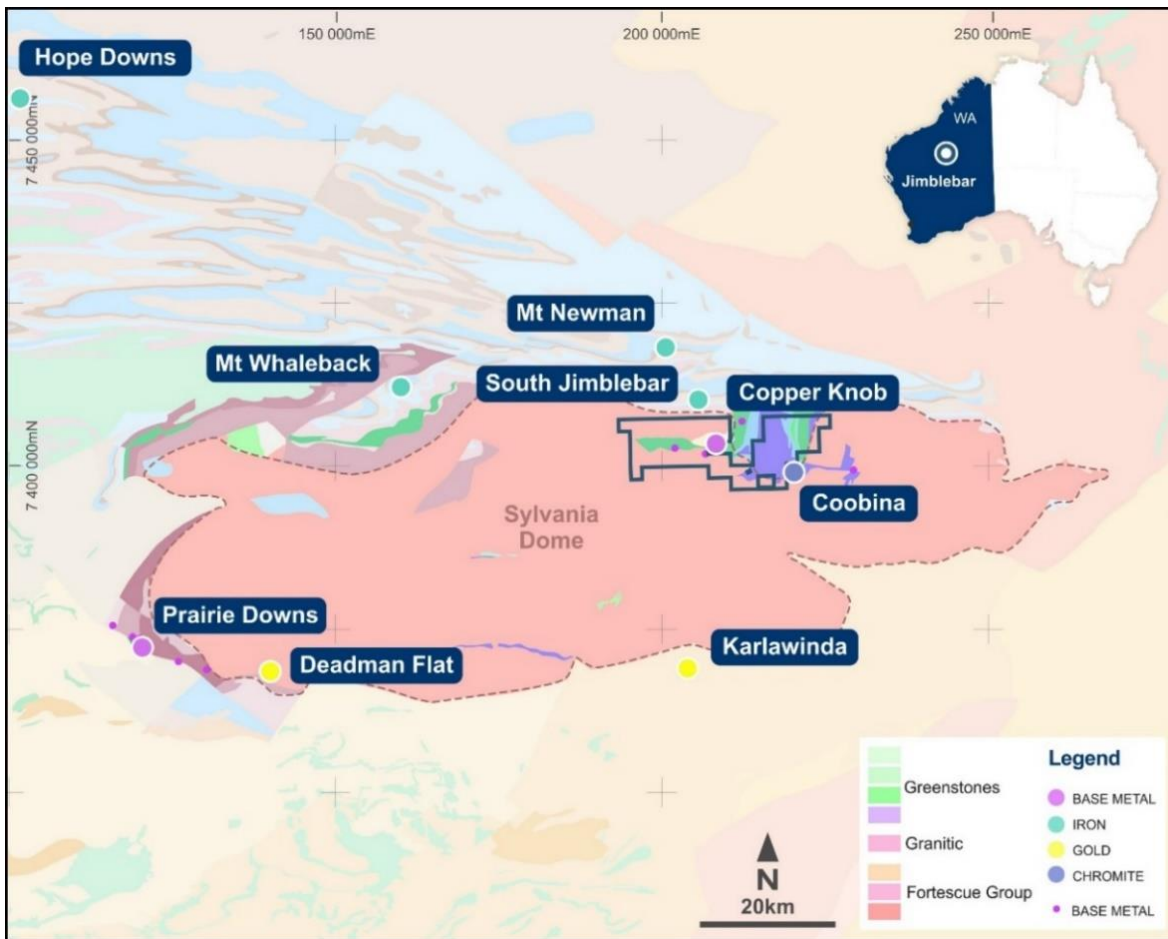 150 000mE
200 000mE
250 000mE
Hope Downs
7 450 000mN
WA
Jimblebar
Mt Newman
Mt Whaleback
South Jimblebar
Copper Knob
7 400 000mN
Coobina
Sylvania
Dome
Prairie Downs
Deadman Flat
Karlawinda
Legend
Greenstones
Granitic
Fortescue Group
BASE METAL
IRON
GOLD
CHROMITE
BASE METAL
N
20km